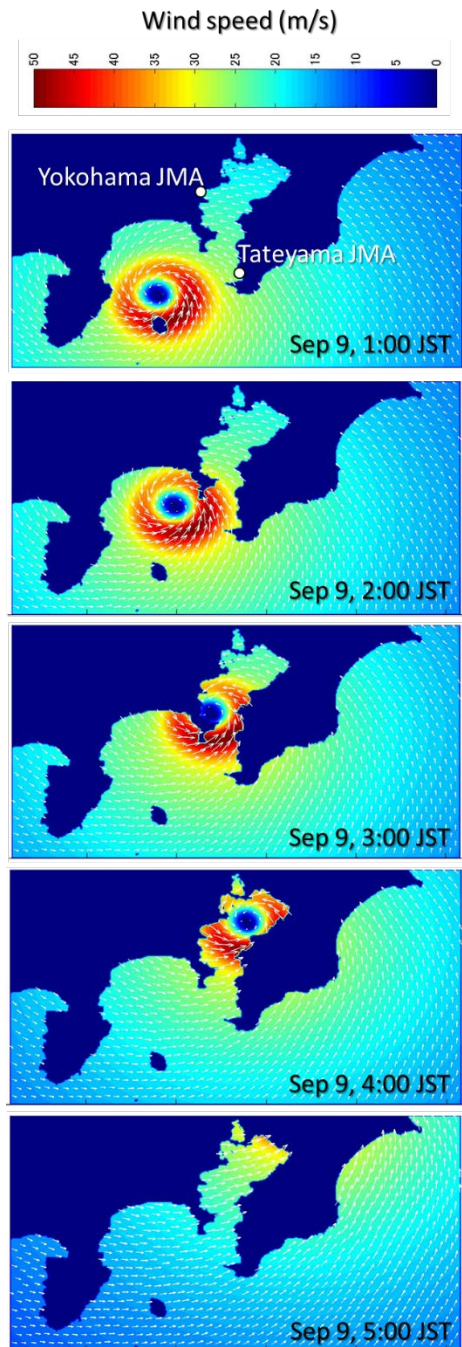 Wind speed (m/s)
50 45 40 35 30 25 20 15 10 5 0
Yokohama JMA
Tateyama JMA
Sep 9, 1:00 JST
Sep 9, 2:00 JST
Sep 9, 3:00 JST
Sep 9, 4:00 JST
Sep 9, 5:00 JST